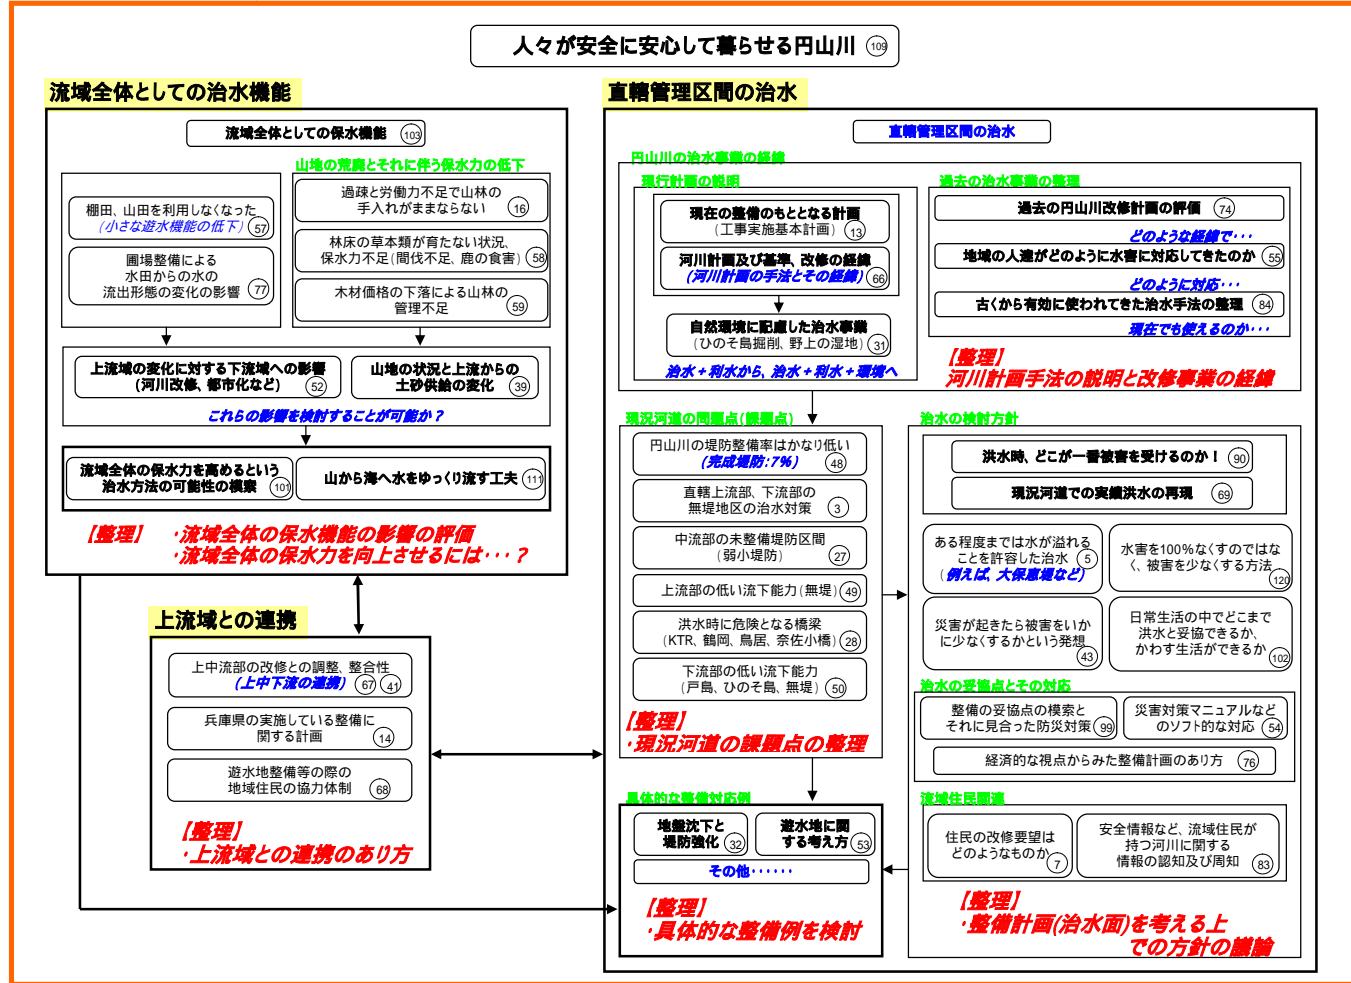 人々が安全に安心して暮らせる円山川 109
流域全体としての治水機能
流域全体としての保水機能 103
山地の荒廃とそれに伴う保水力の低下
棚田、山田を利用しなくなった
(小さな遊水機能の低下) 57
圃場整備による
水田からの水の
流出形態の変化の影響 77
過疎と労働力不足で山林の
手入れがままならない 16
林床の草本類が育たない状況、
保水力不足(間伐不足、鹿の食害) 58
木材価格の下落による山林の
管理不足 59
上流域の変化に対する下流域への影響
(河川改修、都市化など) 52
山地の状況と上流からの
土砂供給の変化 39
これらの影響を検討することが可能か？
流域全体の保水力を高めるという
治水方法の可能性の模索 101
山から海へ水をゆっくり流す工夫 111
【整理】 ・流域全体の保水機能の影響の評価
・流域全体の保水力を向上させるには・・・？
上流域との連携
上中流部の改修との調整、整合性
(上中下流の連携) 67 41
兵庫県の実施している整備に
関する計画 14
遊水地整備等の際の
地域住民の協力体制 68
【整理】
・上流域との連携のあり方
直轄管理区間の治水
直轄管理区間の治水
円山川の治水事業の経緯
現行計画の説明
現在の整備のもととなる計画
(工事実施基本計画) 13
河川計画及び基準、改修の経緯
(河川計画の手法とその経緯) 66
自然環境に配慮した治水事業
(ひのそ島掘削、野上の湿地) 31
治水＋利水から、治水＋利水＋環境へ
過去の治水事業の整理
過去の円山川改修計画の評価 74
どのような経緯で・・・
地域の人達がどのように水害に対応してきたのか 55
どのように対応・・・
古くから有効に使われてきた治水手法の整理 84
現在でも使えるのか・・・
【整理】
河川計画手法の説明と改修事業の経緯
現況河道の問題点(課題点)
円山川の堤防整備率はかなり低い
(完成堤防：7%) 48
直轄上流部、下流部の
無堤地区の治水対策 3
中流部の未整備堤防区間
(弱小堤防) 27
上流部の低い流下能力(無堤) 49
洪水時に危険となる橋梁
(KTR、鶴岡、鳥居、奈佐小橋) 28
下流部の低い流下能力
(戸島、ひのそ島、無堤) 50
【整理】
・現況河道の課題点の整理
具体的な整備対応例
地盤沈下と
堤防強化 32
遊水地に関
する考え方 53
その他・・・・・・
【整理】
・具体的な整備例を検討
治水の検討方針
洪水時、どこが一番被害を受けるのか！ 90
現況河道での実績洪水の再現 69
ある程度までは水が溢れる
ことを許容した治水 5
(例えば、大保恵堤など)
水害を100％なくすのではな
く、被害を少なくする方法 120
災害が起きたら被害をいか
に少なくするかという発想 43
日常生活の中でどこまで
洪水と妥協できるか、
かわす生活ができるか 102
治水の妥協点とその対応
整備の妥協点の模索と
それに見合った防災対策 99
災害対策マニュアルなど
のソフト的な対応 54
経済的な視点からみた整備計画のあり方 76
流域住民関連
住民の改修要望は
どのようなものか 7
安全情報など、流域住民が
持つ河川に関する
情報の認知及び周知 83
【整理】
・整備計画(治水面)を考える上
での方針の議論